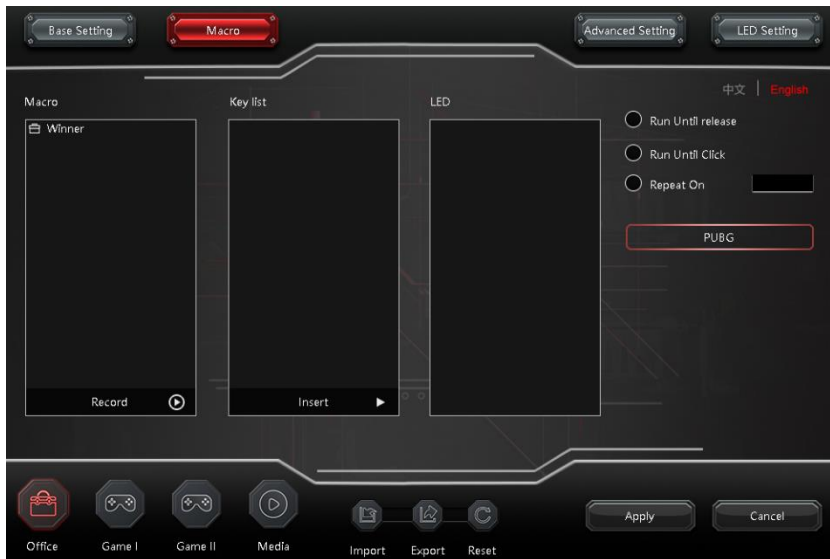 Base Setting
Macro
Advanced Setting
LED Setting
中文 | English
Macro
Key list
LED
Winner
Run Until release
Run Until Click
Repeat On
PUBG
Record
Insert
Office
Game I
Game II
Media
Import
Export
Reset
Apply
Cancel